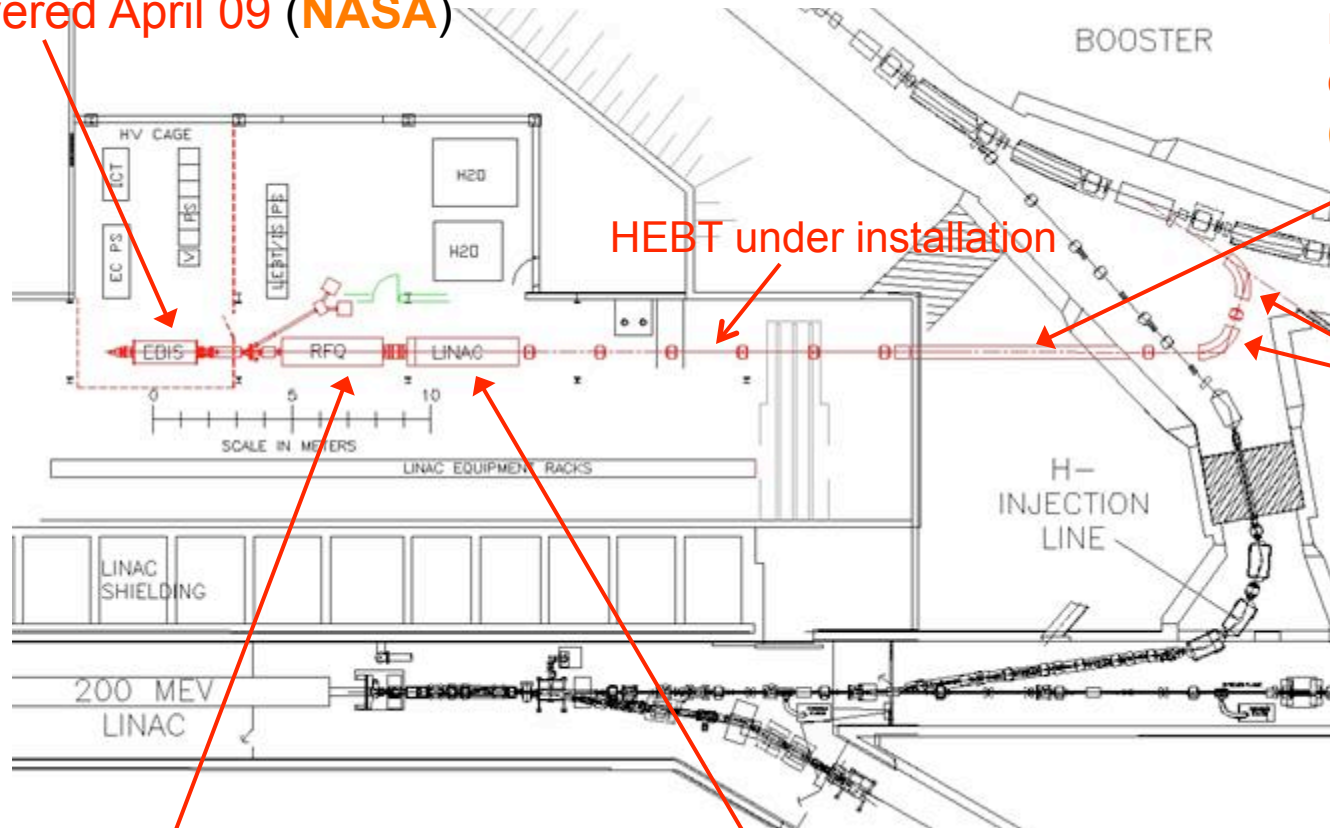 ered April 09 (NASA)
BOOSTER
HV CAGE
ICT
PS
V
EC PS
LEBT/IS PS
H2O
H2O
HEBT under installation
EBIS
RFQ
LINAC
0 5 10
SCALE IN METERS
LINAC EQUIPMENT RACKS
H-
INJECTION
LINE
LINAC
SHIELDING
200 MEV
LINAC